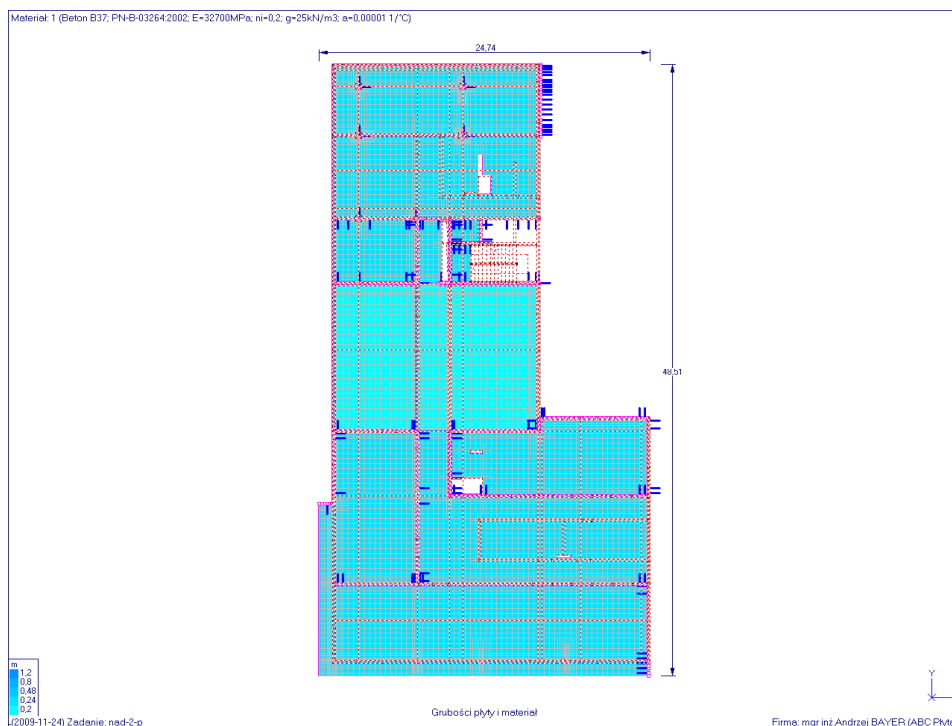 Materiał: 1 (Beton B37; PN-B-03264:2002; E=32700MPa; ni=0,2; g=25kN/m3; a=0,00001 1/°C)
24,74
48,51
m
1,2
0,8
0,48
0,24
0,2
Y
X
Grubości płyty i materiał
(2009-11-24) Zadanie: nad-2-p
Firma: mgr inż.Andrzej BAYER (ABC Płyt